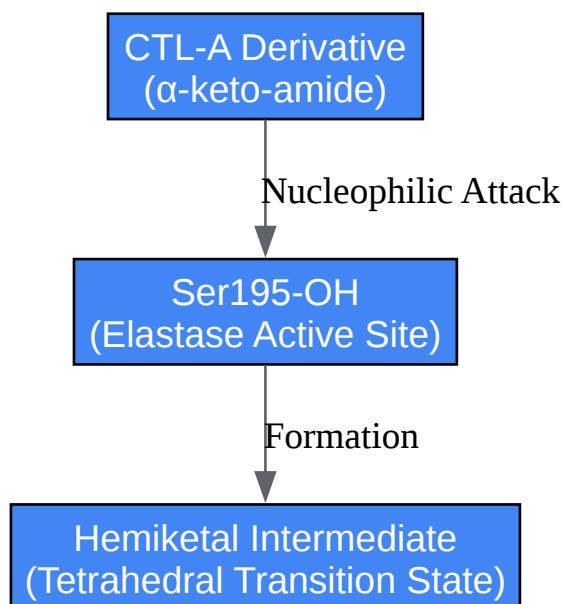 CTL-A Derivative
(α-keto-amide)
Nucleophilic Attack
Ser195-OH
(Elastase Active Site)
Formation
Hemiketal Intermediate
(Tetrahedral Transition State)